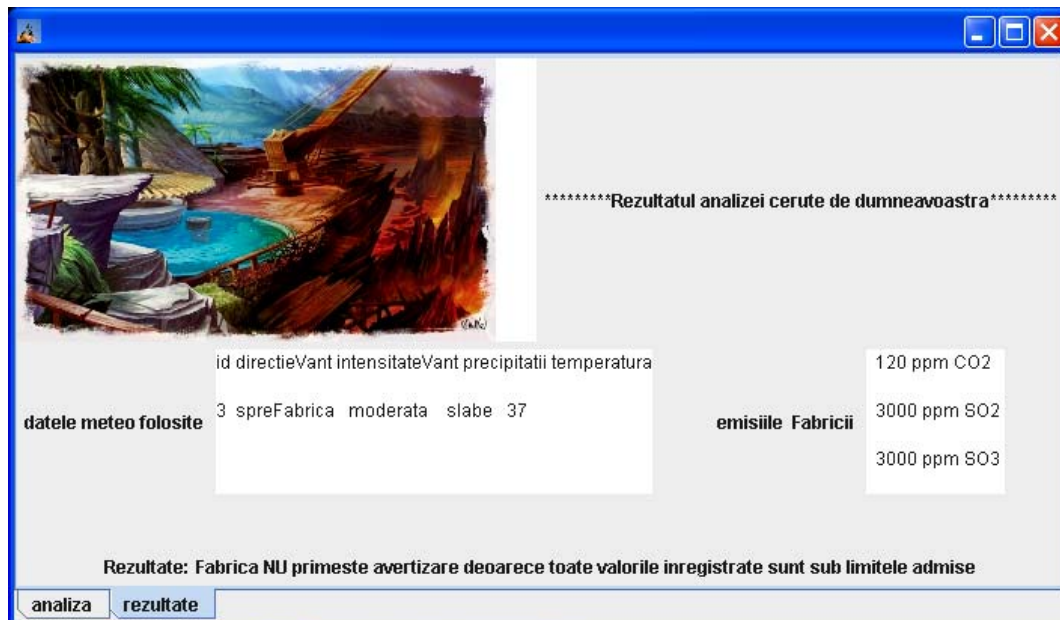 *********Rezultatul analizei cerute de dumneavoastra*********
datele meteo folosite
id directieVant intensitateVant precipitatii temperatura
3 spreFabrica moderata slabe 37
emisiile Fabricii
120 ppm CO2
3000 ppm SO2
3000 ppm SO3
Rezultate: Fabrica NU primeste avertizare deoarece toate valorile inregistrate sunt sub limitele admise
analiza rezultate